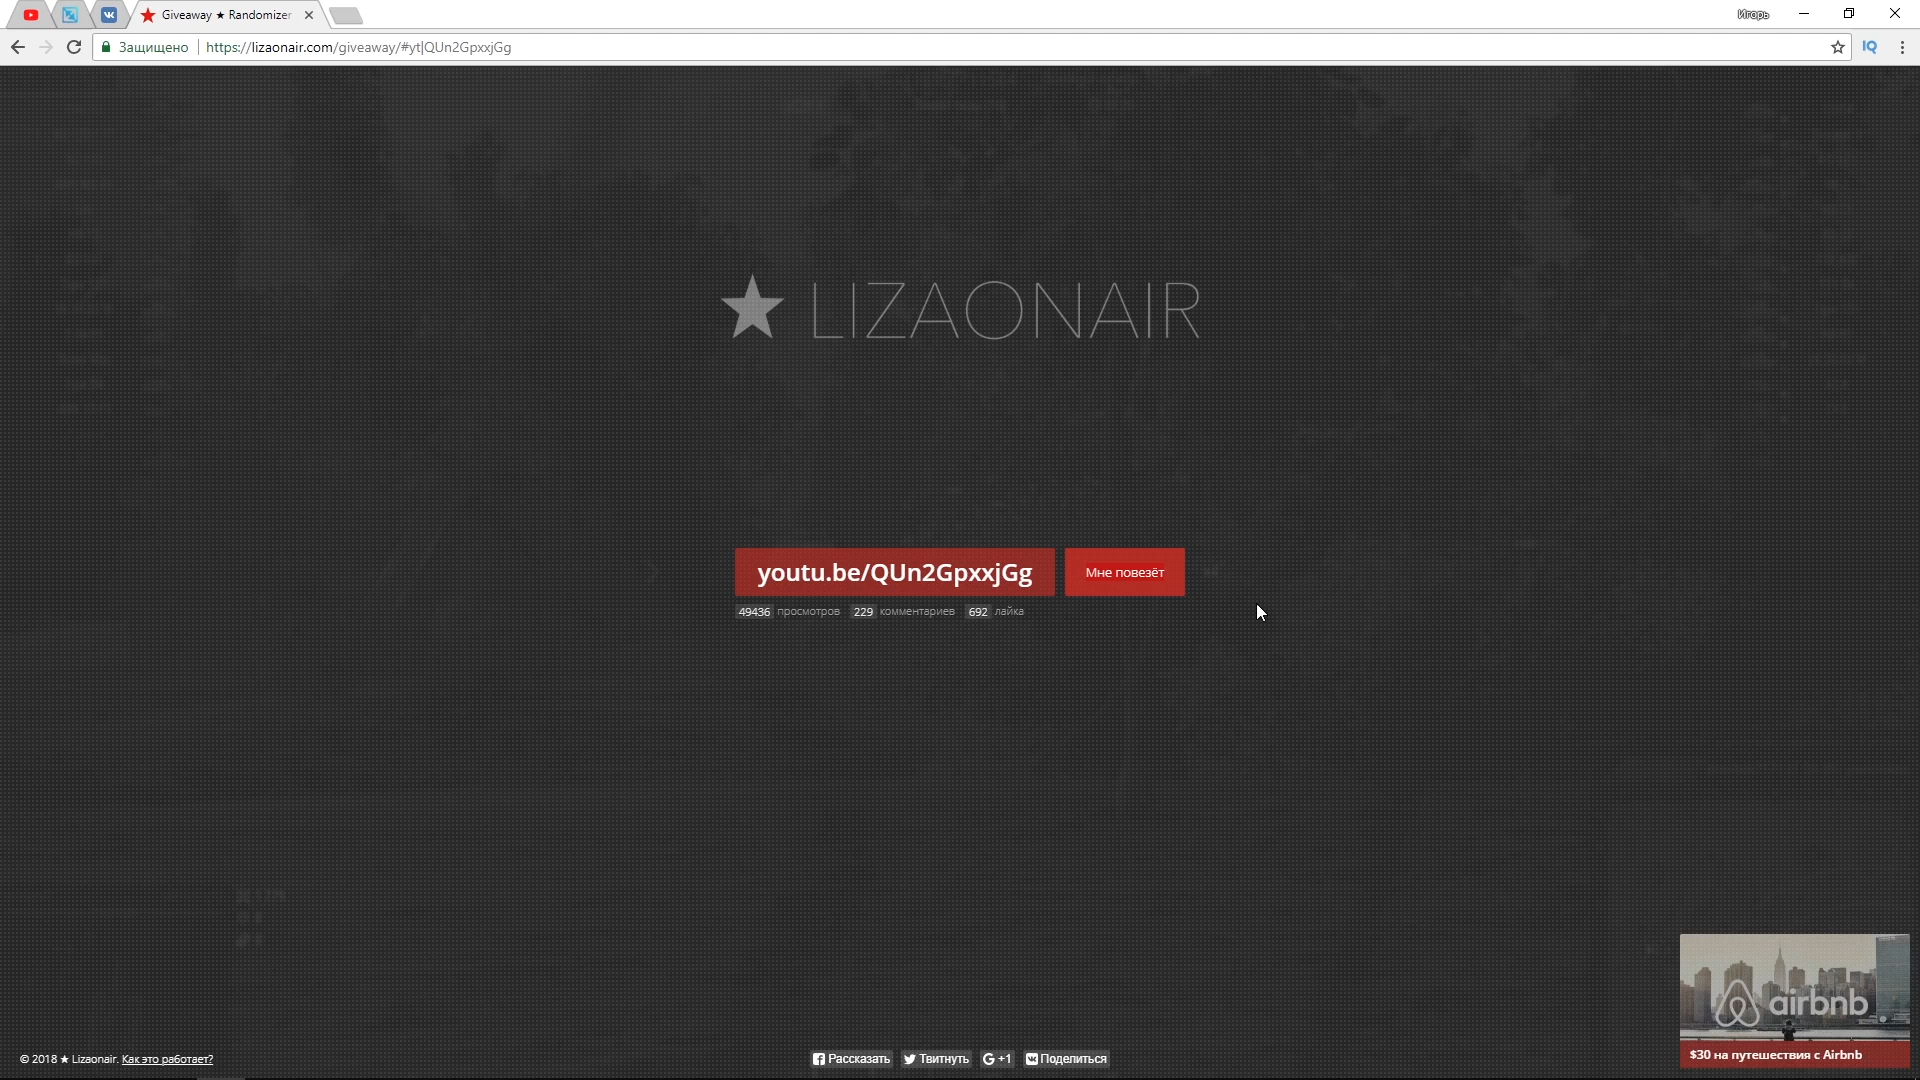 Giveaway ★ Randomizer
Игорь
Защищено
https://lizaonair.com/giveaway/#yt|QUn2GpxxjGg
IQ
★ LIZAONAIR
youtu.be/QUn2GpxxjGg
Мне повезёт
49436 просмотров 229 комментариев 692 лайка
airbnb
$30 на путешествия с Airbnb
© 2018 ★ Lizaonair. Как это работает?
Рассказать Твитнуть G +1 Поделиться